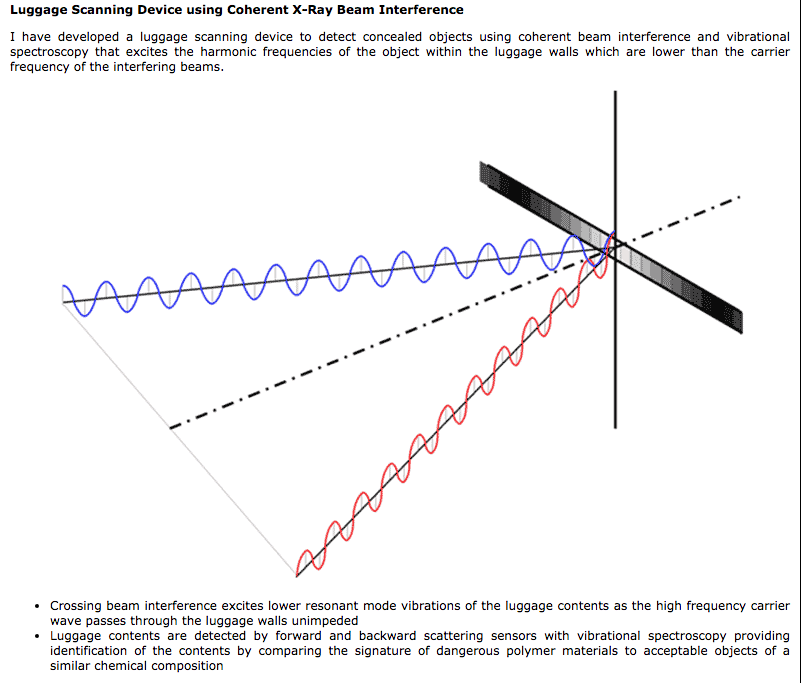 Luggage Scanning Device using Coherent X-Ray Beam Interference
I have developed a luggage scanning device to detect concealed objects using coherent beam interference and vibrational
spectroscopy that excites the harmonic frequencies of the object within the luggage walls which are lower than the carrier
frequency of the interfering beams.
• Crossing beam interference excites lower resonant mode vibrations of the luggage contents as the high frequency carrier
wave passes through the luggage walls unimpeded
• Luggage contents are detected by forward and backward scattering sensors with vibrational spectroscopy providing
identification of the contents by comparing the signature of dangerous polymer materials to acceptable objects of a
similar chemical composition